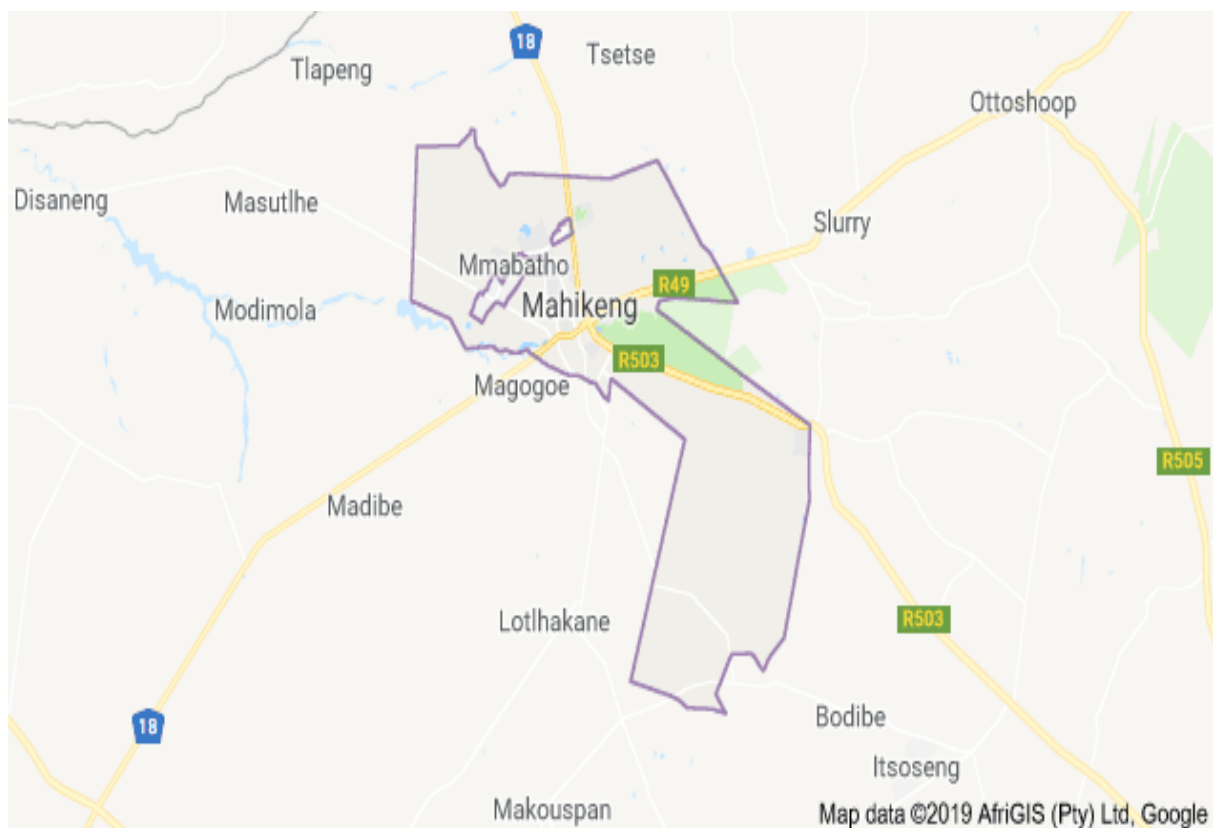 18
Tsetse
Tlapeng
Ottoshoop
Disaneng
Masutlhe
Slurry
Mmabatho
R49
Modimola
Mahikeng
R503
Magogoe
R505
Madibe
Lotlhakane
R503
18
Bodibe
Itsoseng
Makouspan
Map data ©2019 AfriGIS (Pty) Ltd, Google